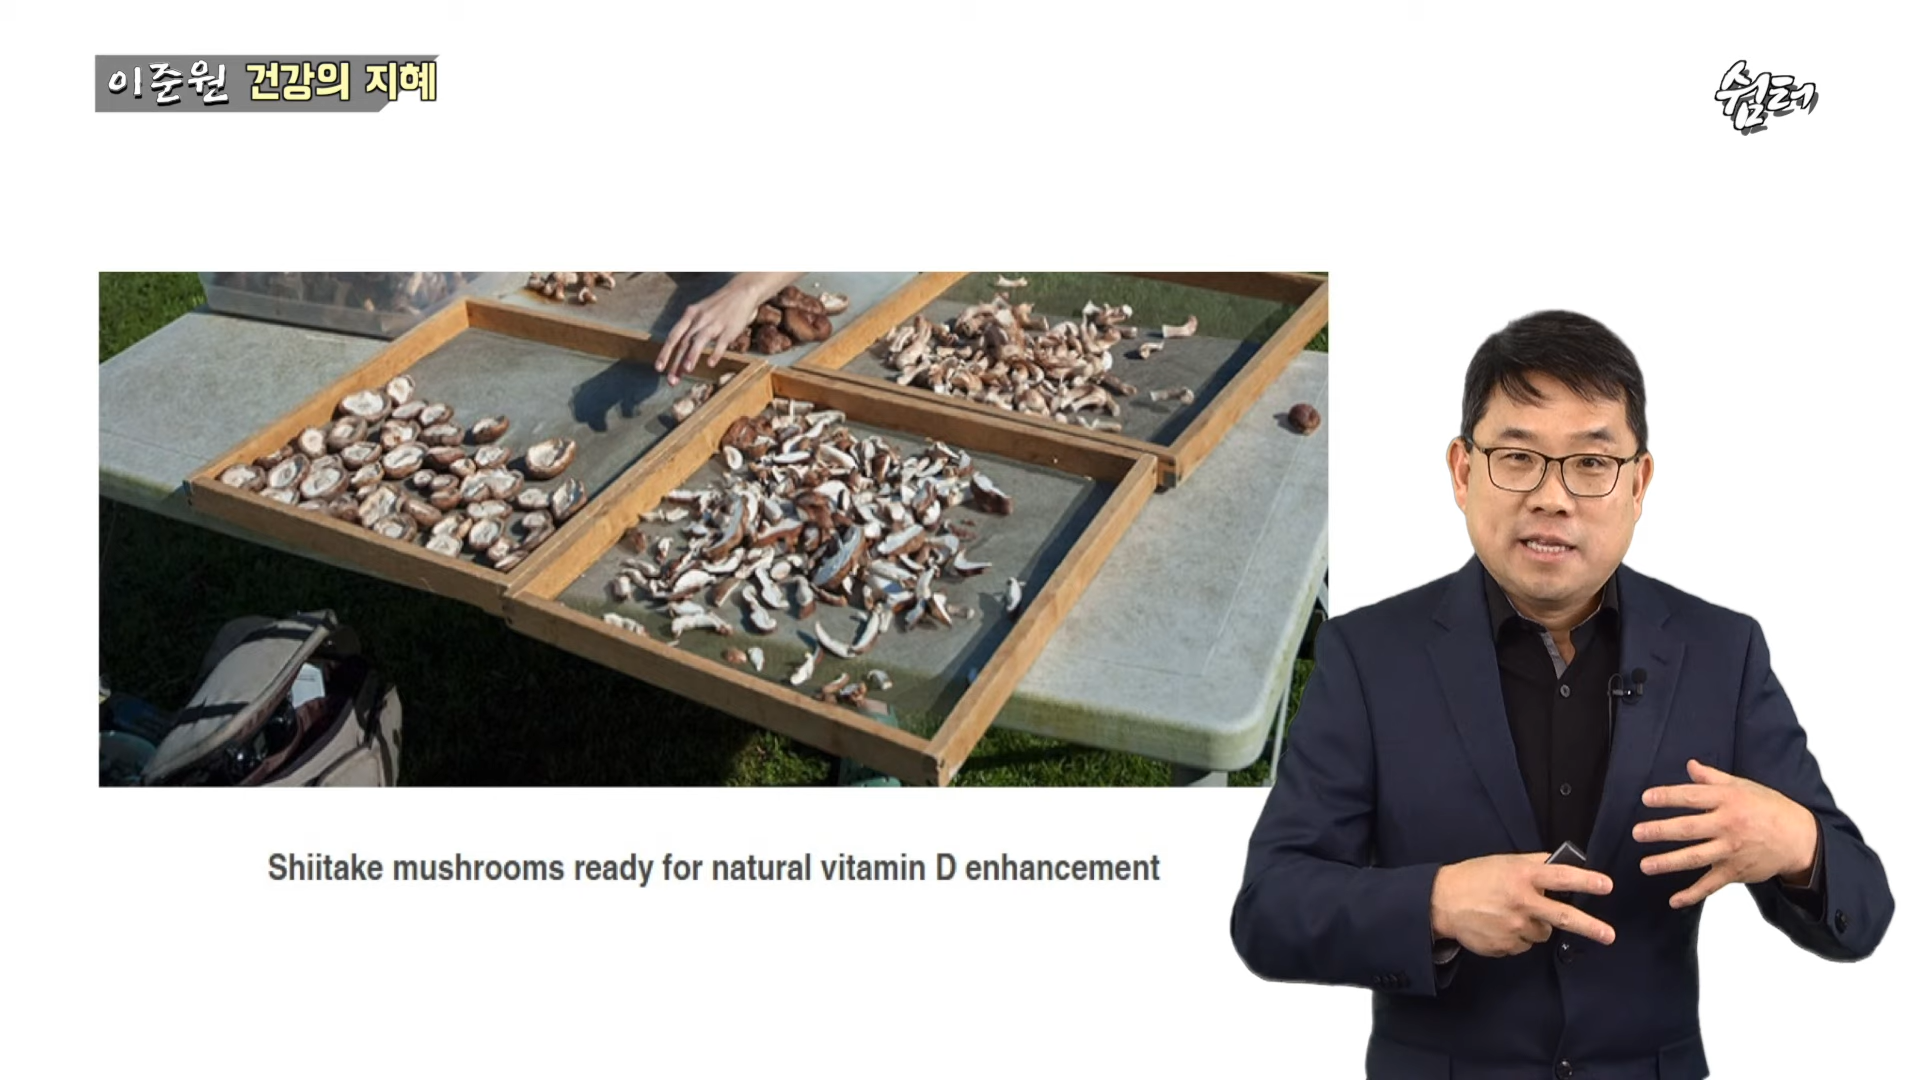 이준원 건강의 지혜
쉼터
Shiitake mushrooms ready for natural vitamin D enhancement